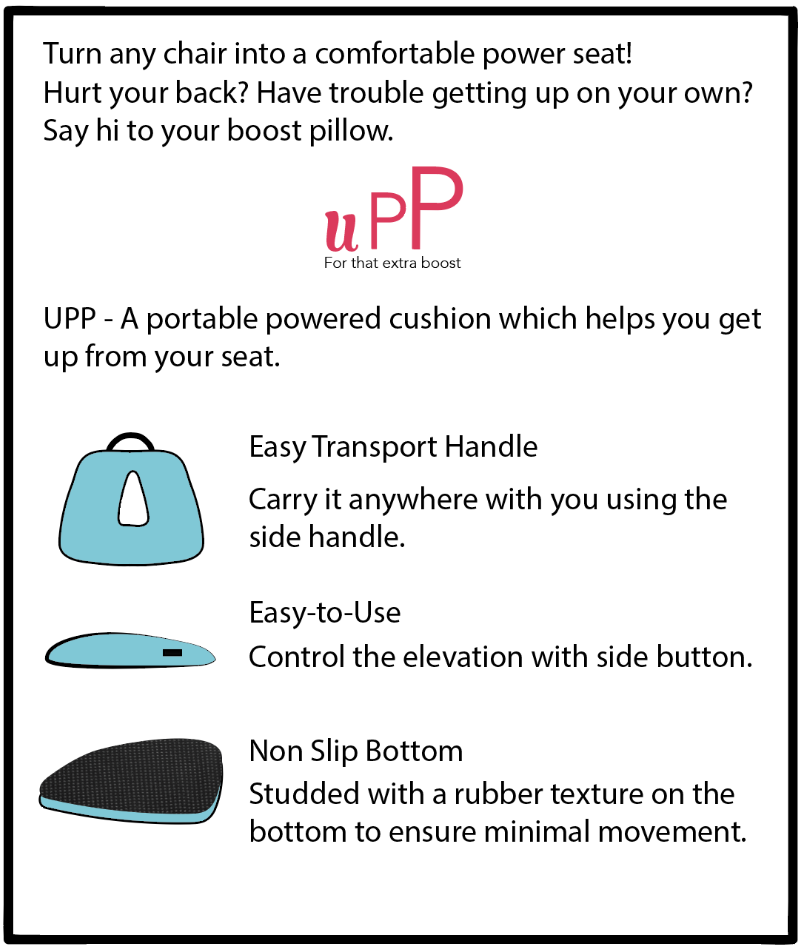 Turn any chair into a comfortable power seat!
Hurt your back? Have trouble getting up on your own?
Say hi to your boost pillow.
uPP
For that extra boost
UPP - A portable powered cushion which helps you get
up from your seat.
Easy Transport Handle
Carry it anywhere with you using the
side handle.
Easy-to-Use
Control the elevation with side button.
Non Slip Bottom
Studded with a rubber texture on the
bottom to ensure minimal movement.